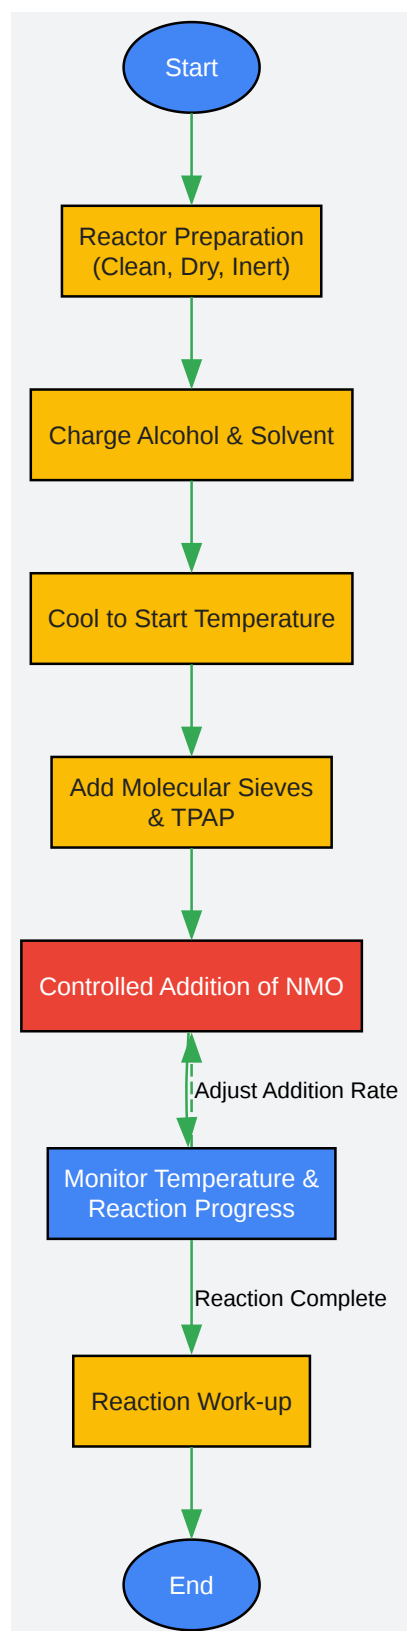 Start
Reactor Preparation
(Clean, Dry, Inert)
Charge Alcohol & Solvent
Cool to Start Temperature
Add Molecular Sieves
& TPAP
Controlled Addition of NMO
Adjust Addition Rate
Monitor Temperature &
Reaction Progress
Reaction Complete
Reaction Work-up
End